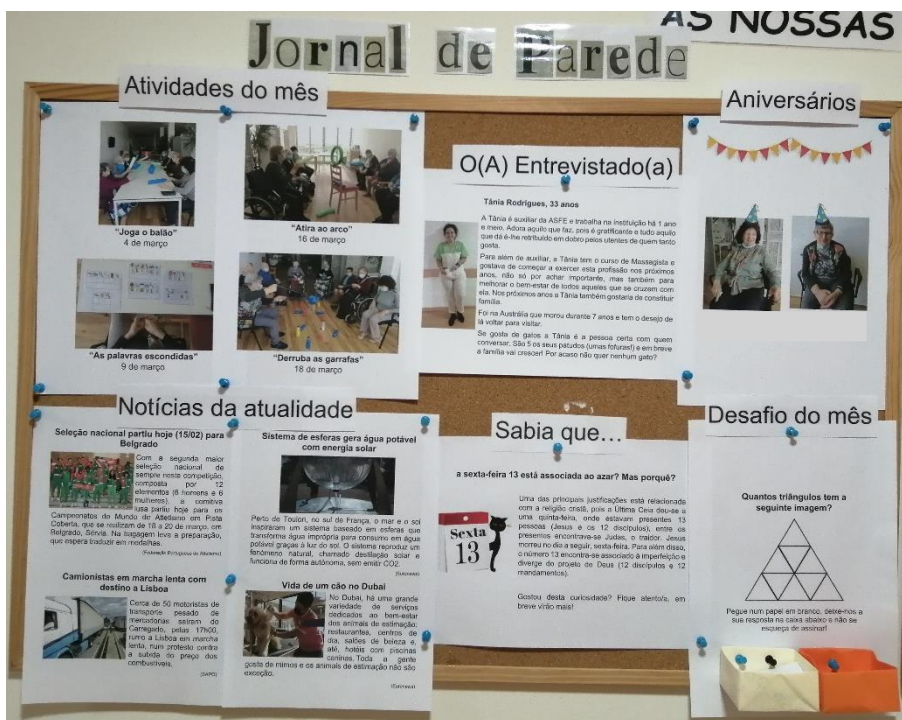 AS NOSSAS
Jornal de Parede
Atividades do mês
"Joga o balão"
4 de março
"Atira ao arco"
16 de março
"As palavras escondidas"
9 de março
"Derruba as garrafas"
18 de março
O(A) Entrevistado(a)
Tânia Rodrigues, 33 anos
A Tânia é auxiliar da ASFE e trabalha na instituição há 1 ano
e meio. Adora aquilo que faz, pois é gratificante e tudo aquilo
que dá é-lhe retribuído em dobro pelos utentes de quem tanto
gosta.
Para além de auxiliar, a Tânia tem o curso de Massagista e
gostava de começar a exercer esta profissão nos próximos
anos, não só por achar importante, mas também para
melhorar o bem-estar de todos aqueles que se cruzem com
ela. Nos próximos anos a Tânia também gostaria de constituir
família.
Foi na Austrália que morou durante 7 anos e tem o desejo de
lá voltar para visitar.
Se gosta de gatos a Tânia é a pessoa certa com quem
conversar. São 5 os seus patudos (umas fofuras!) e em breve
a família vai crescer! Por acaso não quer nenhum gato?
Aniversários
Notícias da atualidade
Seleção nacional partiu hoje (15/02) para
Belgrado
Com a segunda maior
seleção nacional de
sempre nesta competição,
composta por 12
elementos (6 homens e 6
mulheres), a comitiva
lusa partiu hoje para os
Campeonatos do Mundo de Atletismo em Pista
Coberta, que se realizam de 18 a 20 de março, em
Belgrado, Sérvia. Na bagagem leva a preparação,
que espera traduzir em medalhas.
(Federação Portuguesa de Atletismo)
Camionistas em marcha lenta com
destino a Lisboa
Cerca de 50 motoristas de
transporte pesado de
mercadorias saíram do
Carregado, pelas 17h00,
rumo a Lisboa em marcha
lenta, num protesto contra
a subida do preço dos
combustíveis.
(SAPO)
Sistema de esferas gera água potável
com energia solar
Perto de Toulon, no sul de França, o mar e o sol
inspiraram um sistema baseado em esferas que
transforma água imprópria para consumo em água
potável graças à luz do sol. O sistema reproduz um
fenómeno natural, chamado destilação solar e
funciona de forma autónoma, sem emitir CO2.
(Euronews)
Vida de um cão no Dubai
No Dubai, há uma grande
variedade de serviços
dedicados ao bem-estar
dos animais de estimação:
restaurantes, centros de
dia, salões de beleza e,
até, hotéis com piscinas
caninas. Toda a gente
gosta de mimos e os animais de estimação não são
exceção.
(Euronews)
Sabia que...
a sexta-feira 13 está associada ao azar? Mas porquê?
Sexta
13
Uma das principais justificações está relacionada
com a religião cristã, pois a Última Ceia deu-se a
uma quinta-feira, onde estavam presentes 13
pessoas (Jesus e os 12 discípulos), entre os
presentes encontrava-se Judas, o traidor. Jesus
morreu no dia a seguir, sexta-feira. Para além disso,
o número 13 encontra-se associado à imperfeição e
diverge do projeto de Deus (12 discípulos e 12
mandamentos).
Gostou desta curiosidade? Fique atento/a, em
breve virão mais!
Desafio do mês
Quantos triângulos tem a
seguinte imagem?
Pegue num papel em branco, deixe-nos a
sua resposta na caixa abaixo e não se
esqueça de assinar!